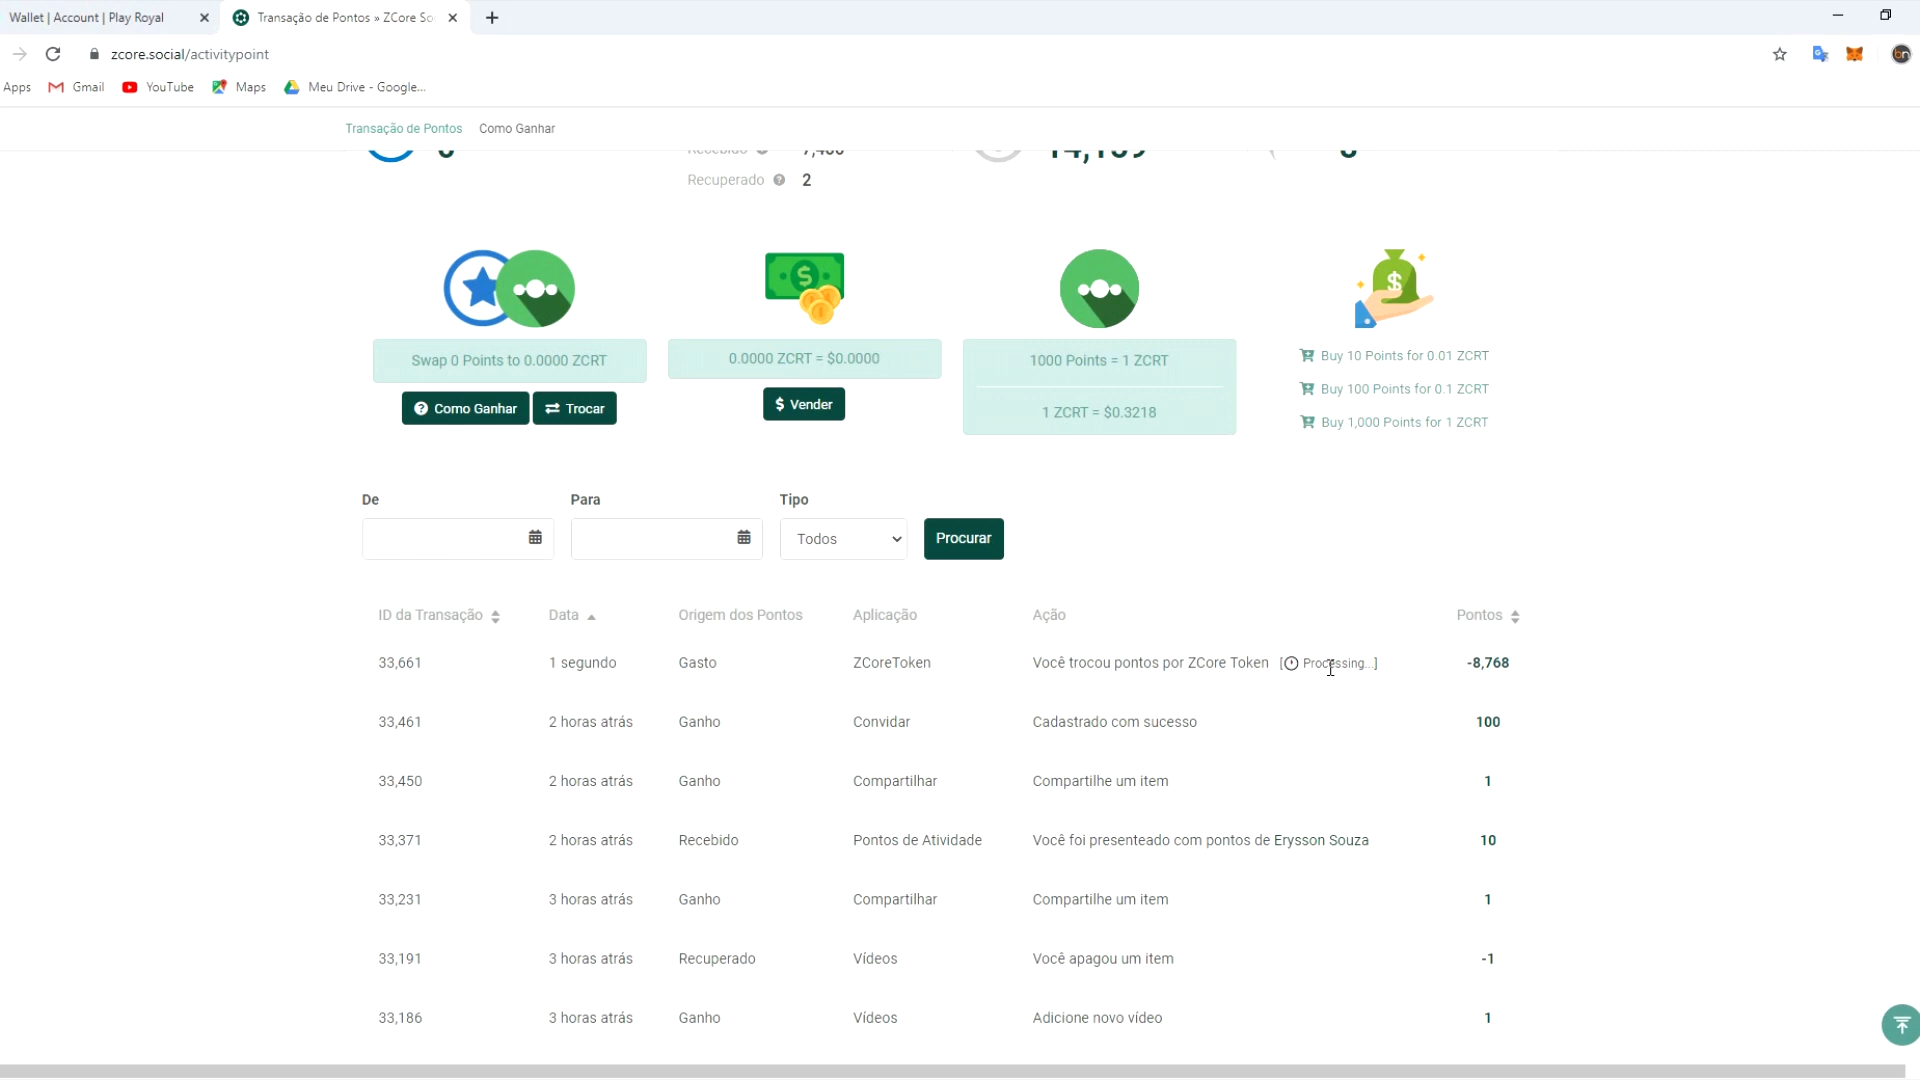 Wallet | Account | Play Royal
Transação de Pontos » ZCore So
zcore.social/activitypoint
Apps Gmail YouTube Maps Meu Drive - Google...
Transação de Pontos Como Ganhar
Recuperado 2
Swap 0 Points to 0.0000 ZCRT
Como Ganhar Trocar
0.0000 ZCRT = $0.0000
$ Vender
1000 Points = 1 ZCRT
1 ZCRT = $0.3218
Buy 10 Points for 0.01 ZCRT
Buy 100 Points for 0.1 ZCRT
Buy 1,000 Points for 1 ZCRT
De Para Tipo
Todos Procurar
ID da Transação Data Origem dos Pontos Aplicação Ação Pontos
33,661 1 segundo Gasto ZCoreToken Você trocou pontos por ZCore Token [Processing...] -8,768
33,461 2 horas atrás Ganho Convidar Cadastrado com sucesso 100
33,450 2 horas atrás Ganho Compartilhar Compartilhe um item 1
33,371 2 horas atrás Recebido Pontos de Atividade Você foi presenteado com pontos de Erysson Souza 10
33,231 3 horas atrás Ganho Compartilhar Compartilhe um item 1
33,191 3 horas atrás Recuperado Vídeos Você apagou um item -1
33,186 3 horas atrás Ganho Vídeos Adicione novo vídeo 1